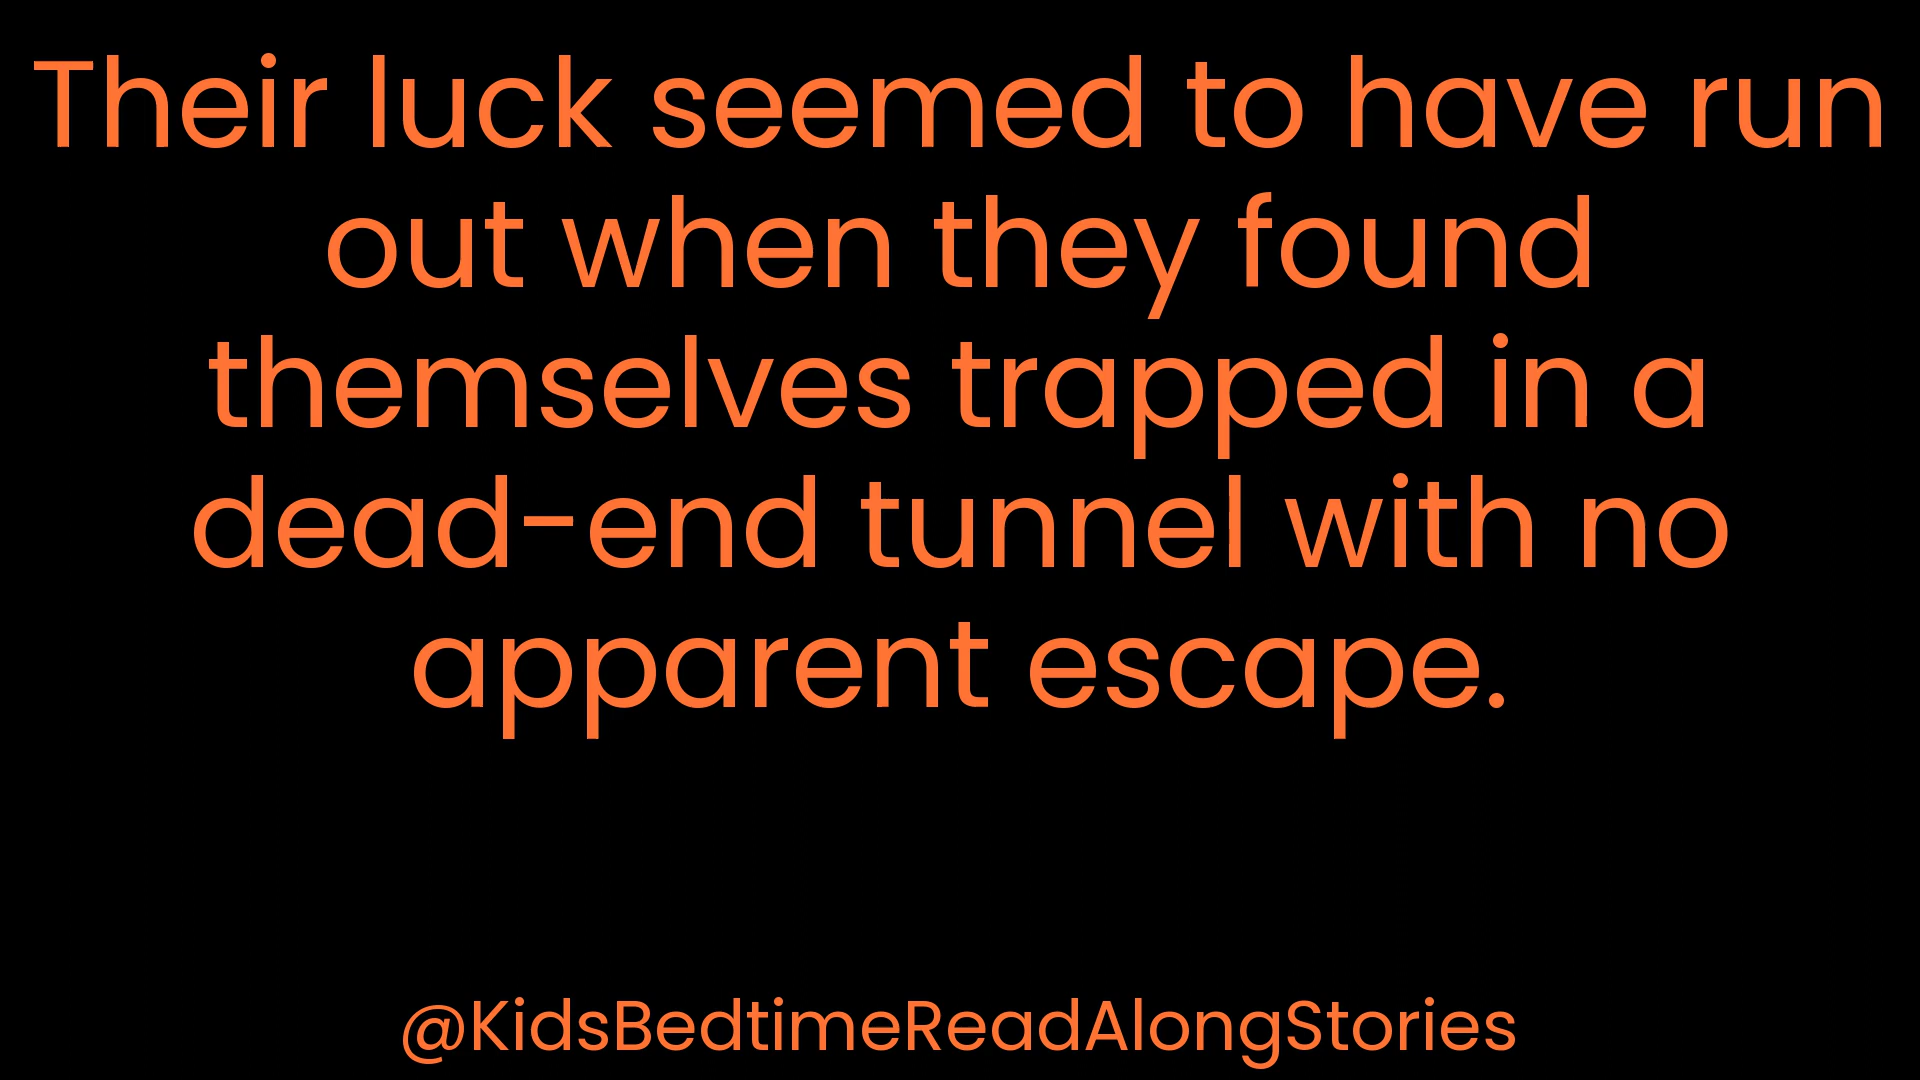 Their luck seemed to have run
out when they found
themselves trapped in a
dead-end tunnel with no
apparent escape.
@KidsBedtimeReadAlongStories